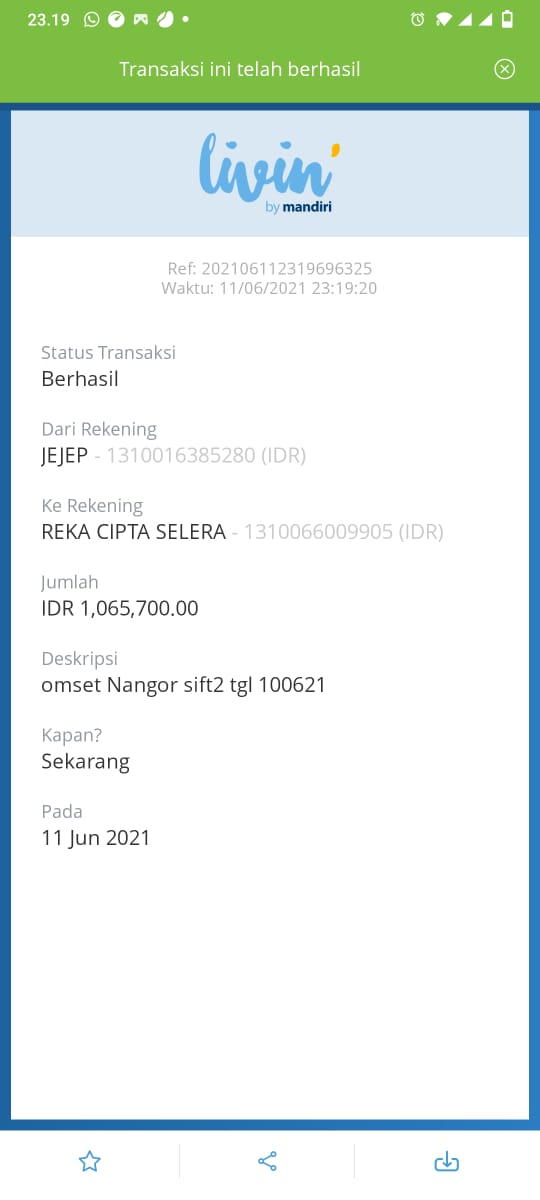 23.19
Transaksi ini telah berhasil
livin'
by mandiri
Ref: 202106112319696325
Waktu: 11/06/2021 23:19:20
Status Transaksi
Berhasil
Dari Rekening
JEJEP - 1310016385280 (IDR)
Ke Rekening
REKA CIPTA SELERA - 1310066009905 (IDR)
Jumlah
IDR 1,065,700.00
Deskripsi
omset Nangor sift2 tgl 100621
Kapan?
Sekarang
Pada
11 Jun 2021